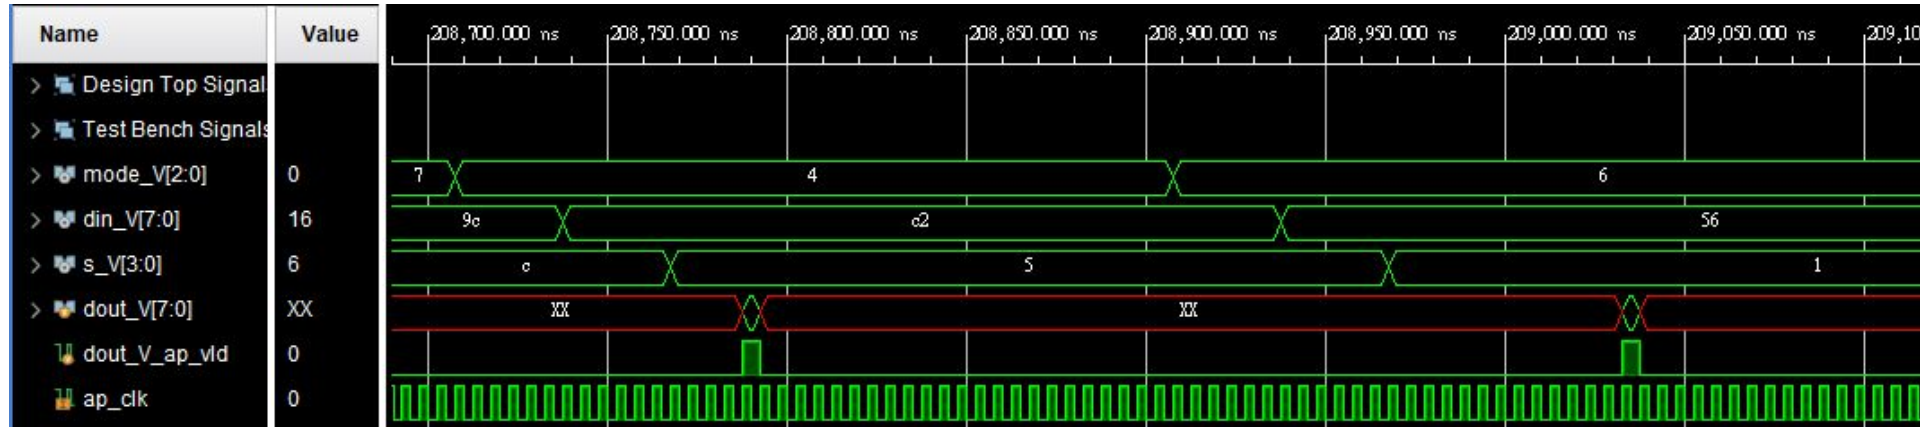 Name Value 208,700.000 ns 208,750.000 ns 208,800.000 ns 208,850.000 ns 208,900.000 ns 208,950.000 ns 209,000.000 ns 209,050.000 ns 209,10
Design Top Signal
Test Bench Signals
mode_V[2:0] 0 7 4 6
din_V[7:0] 16 9c c2 56
s_V[3:0] 6 c 5 1
dout_V[7:0] XX XX XX
dout_V_ap_vld 0
ap_clk 0